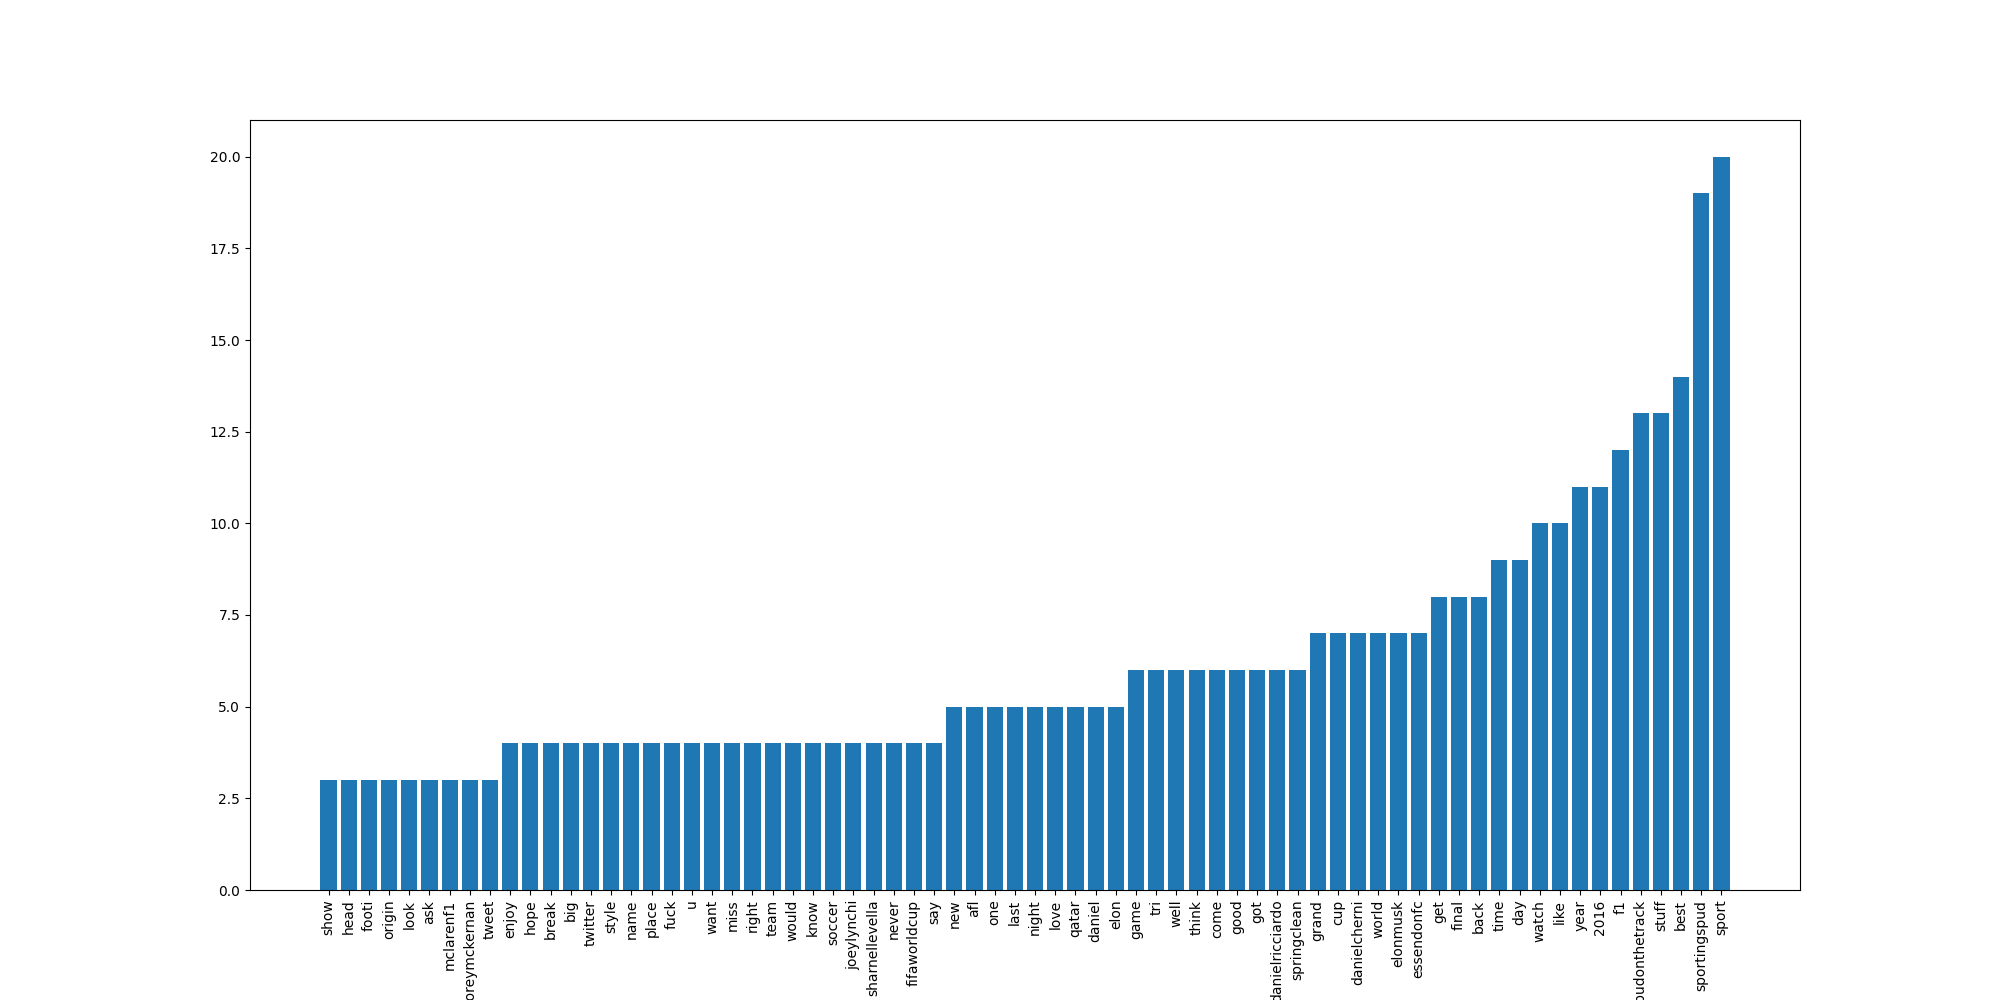 20.0
17.5
15.0
12.5
10.0
7.5
5.0
2.5
0.0
show
head
footi
origin
look
ask
mclarenf1
oreymckernan
tweet
enjoy
hope
break
big
twitter
style
name
place
fuck
u
want
miss
right
team
would
know
soccer
joeylynchi
sharnellevella
never
fifaworldcup
say
new
afl
one
last
night
love
qatar
daniel
elon
game
tri
well
think
come
good
got
danielricciardo
springclean
grand
cup
danielcherni
world
elonmusk
essendonfc
get
final
back
time
day
watch
like
year
2016
f1
oudonthetrack
stuff
best
sportingspud
sport